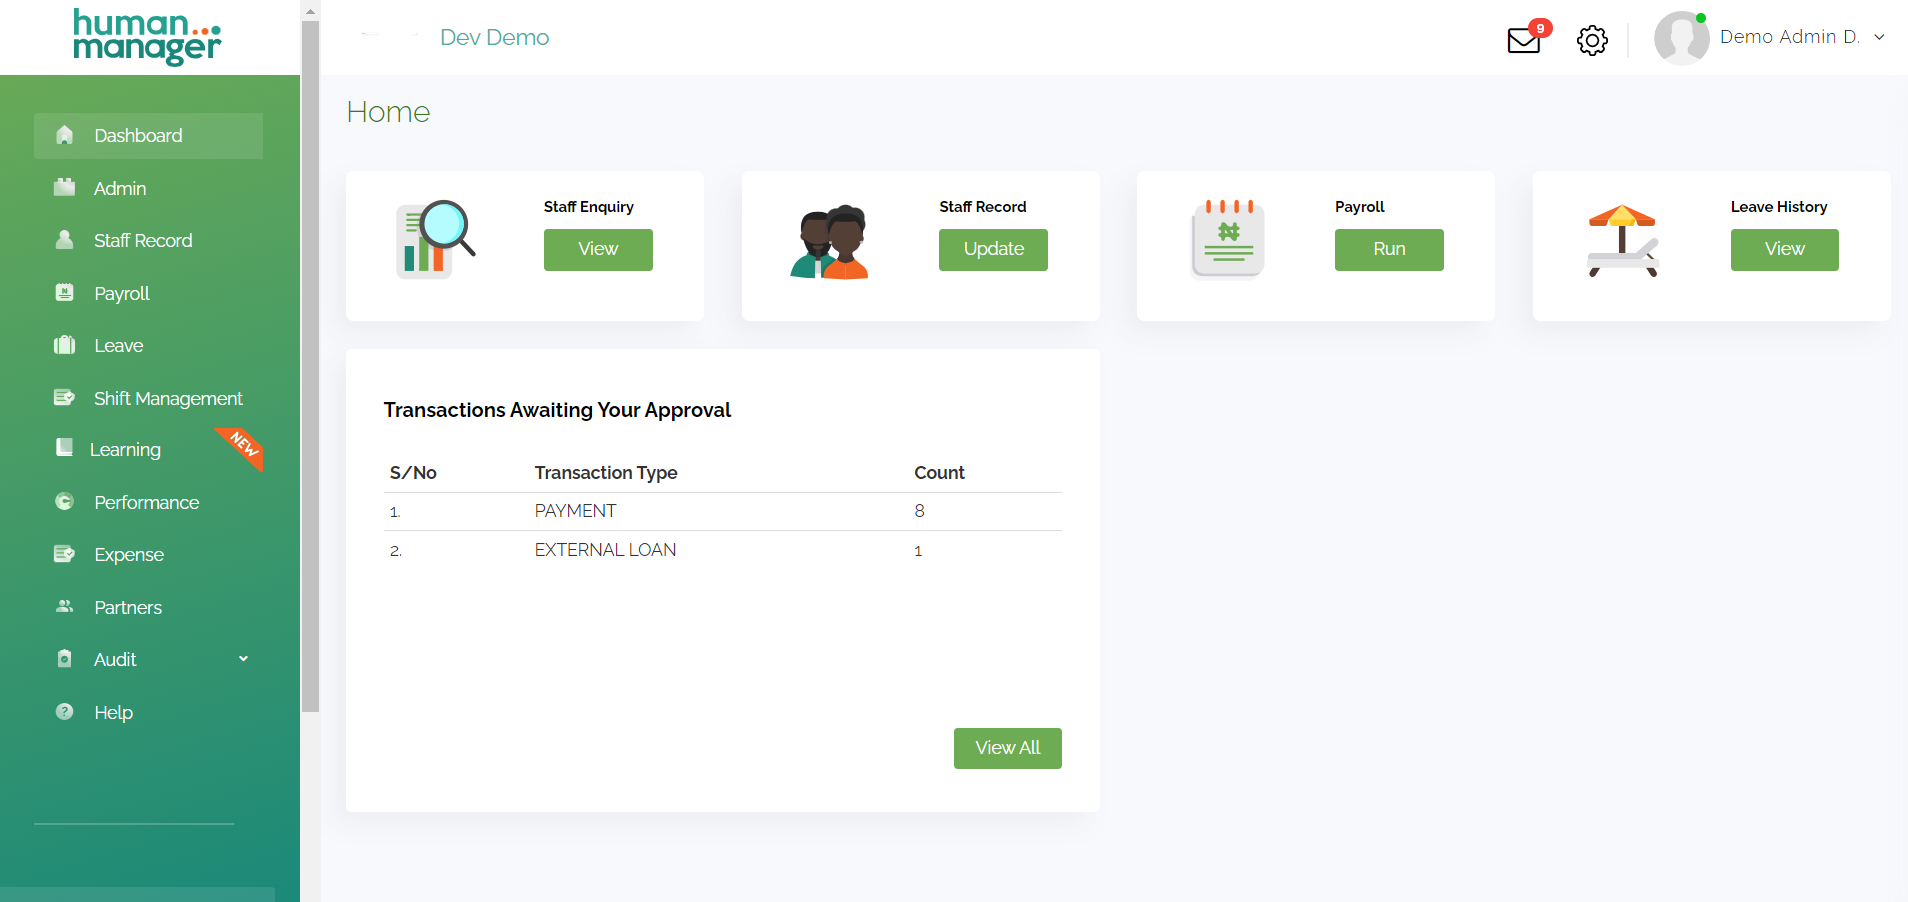 human
manager
Dev Demo
9
Demo Admin D.
Dashboard
Admin
Staff Record
Payroll
Leave
Shift Management
Learning
NEW
Performance
Expense
Partners
Audit
Help
Home
Staff Enquiry
View
Staff Record
Update
Payroll
Run
Leave History
View
Transactions Awaiting Your Approval
S/No Transaction Type Count
1. PAYMENT 8
2. EXTERNAL LOAN 1
View All